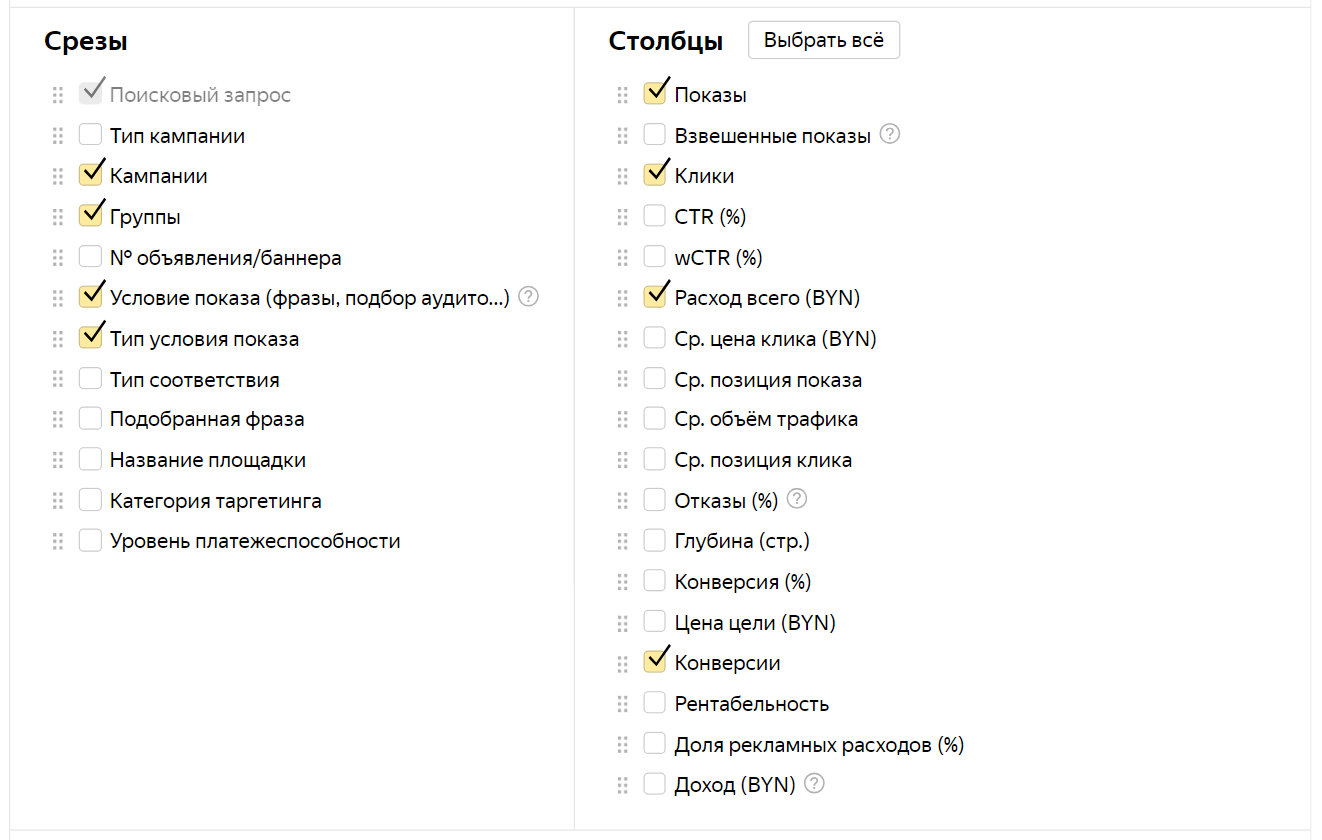 Срезы
Поисковый запрос
Тип кампании
Кампании
Группы
№ объявления/баннера
Условие показа (фразы, подбор аудито...) ?
Тип условия показа
Тип соответствия
Подобранная фраза
Название площадки
Категория таргетинга
Уровень платежеспособности
Столбцы
Выбрать всё
Показы
Взвешенные показы ?
Клики
CTR (%)
wCTR (%)
Расход всего (BYN)
Ср. цена клика (BYN)
Ср. позиция показа
Ср. объём трафика
Ср. позиция клика
Отказы (%) ?
Глубина (стр.)
Конверсия (%)
Цена цели (BYN)
Конверсии
Рентабельность
Доля рекламных расходов (%)
Доход (BYN) ?